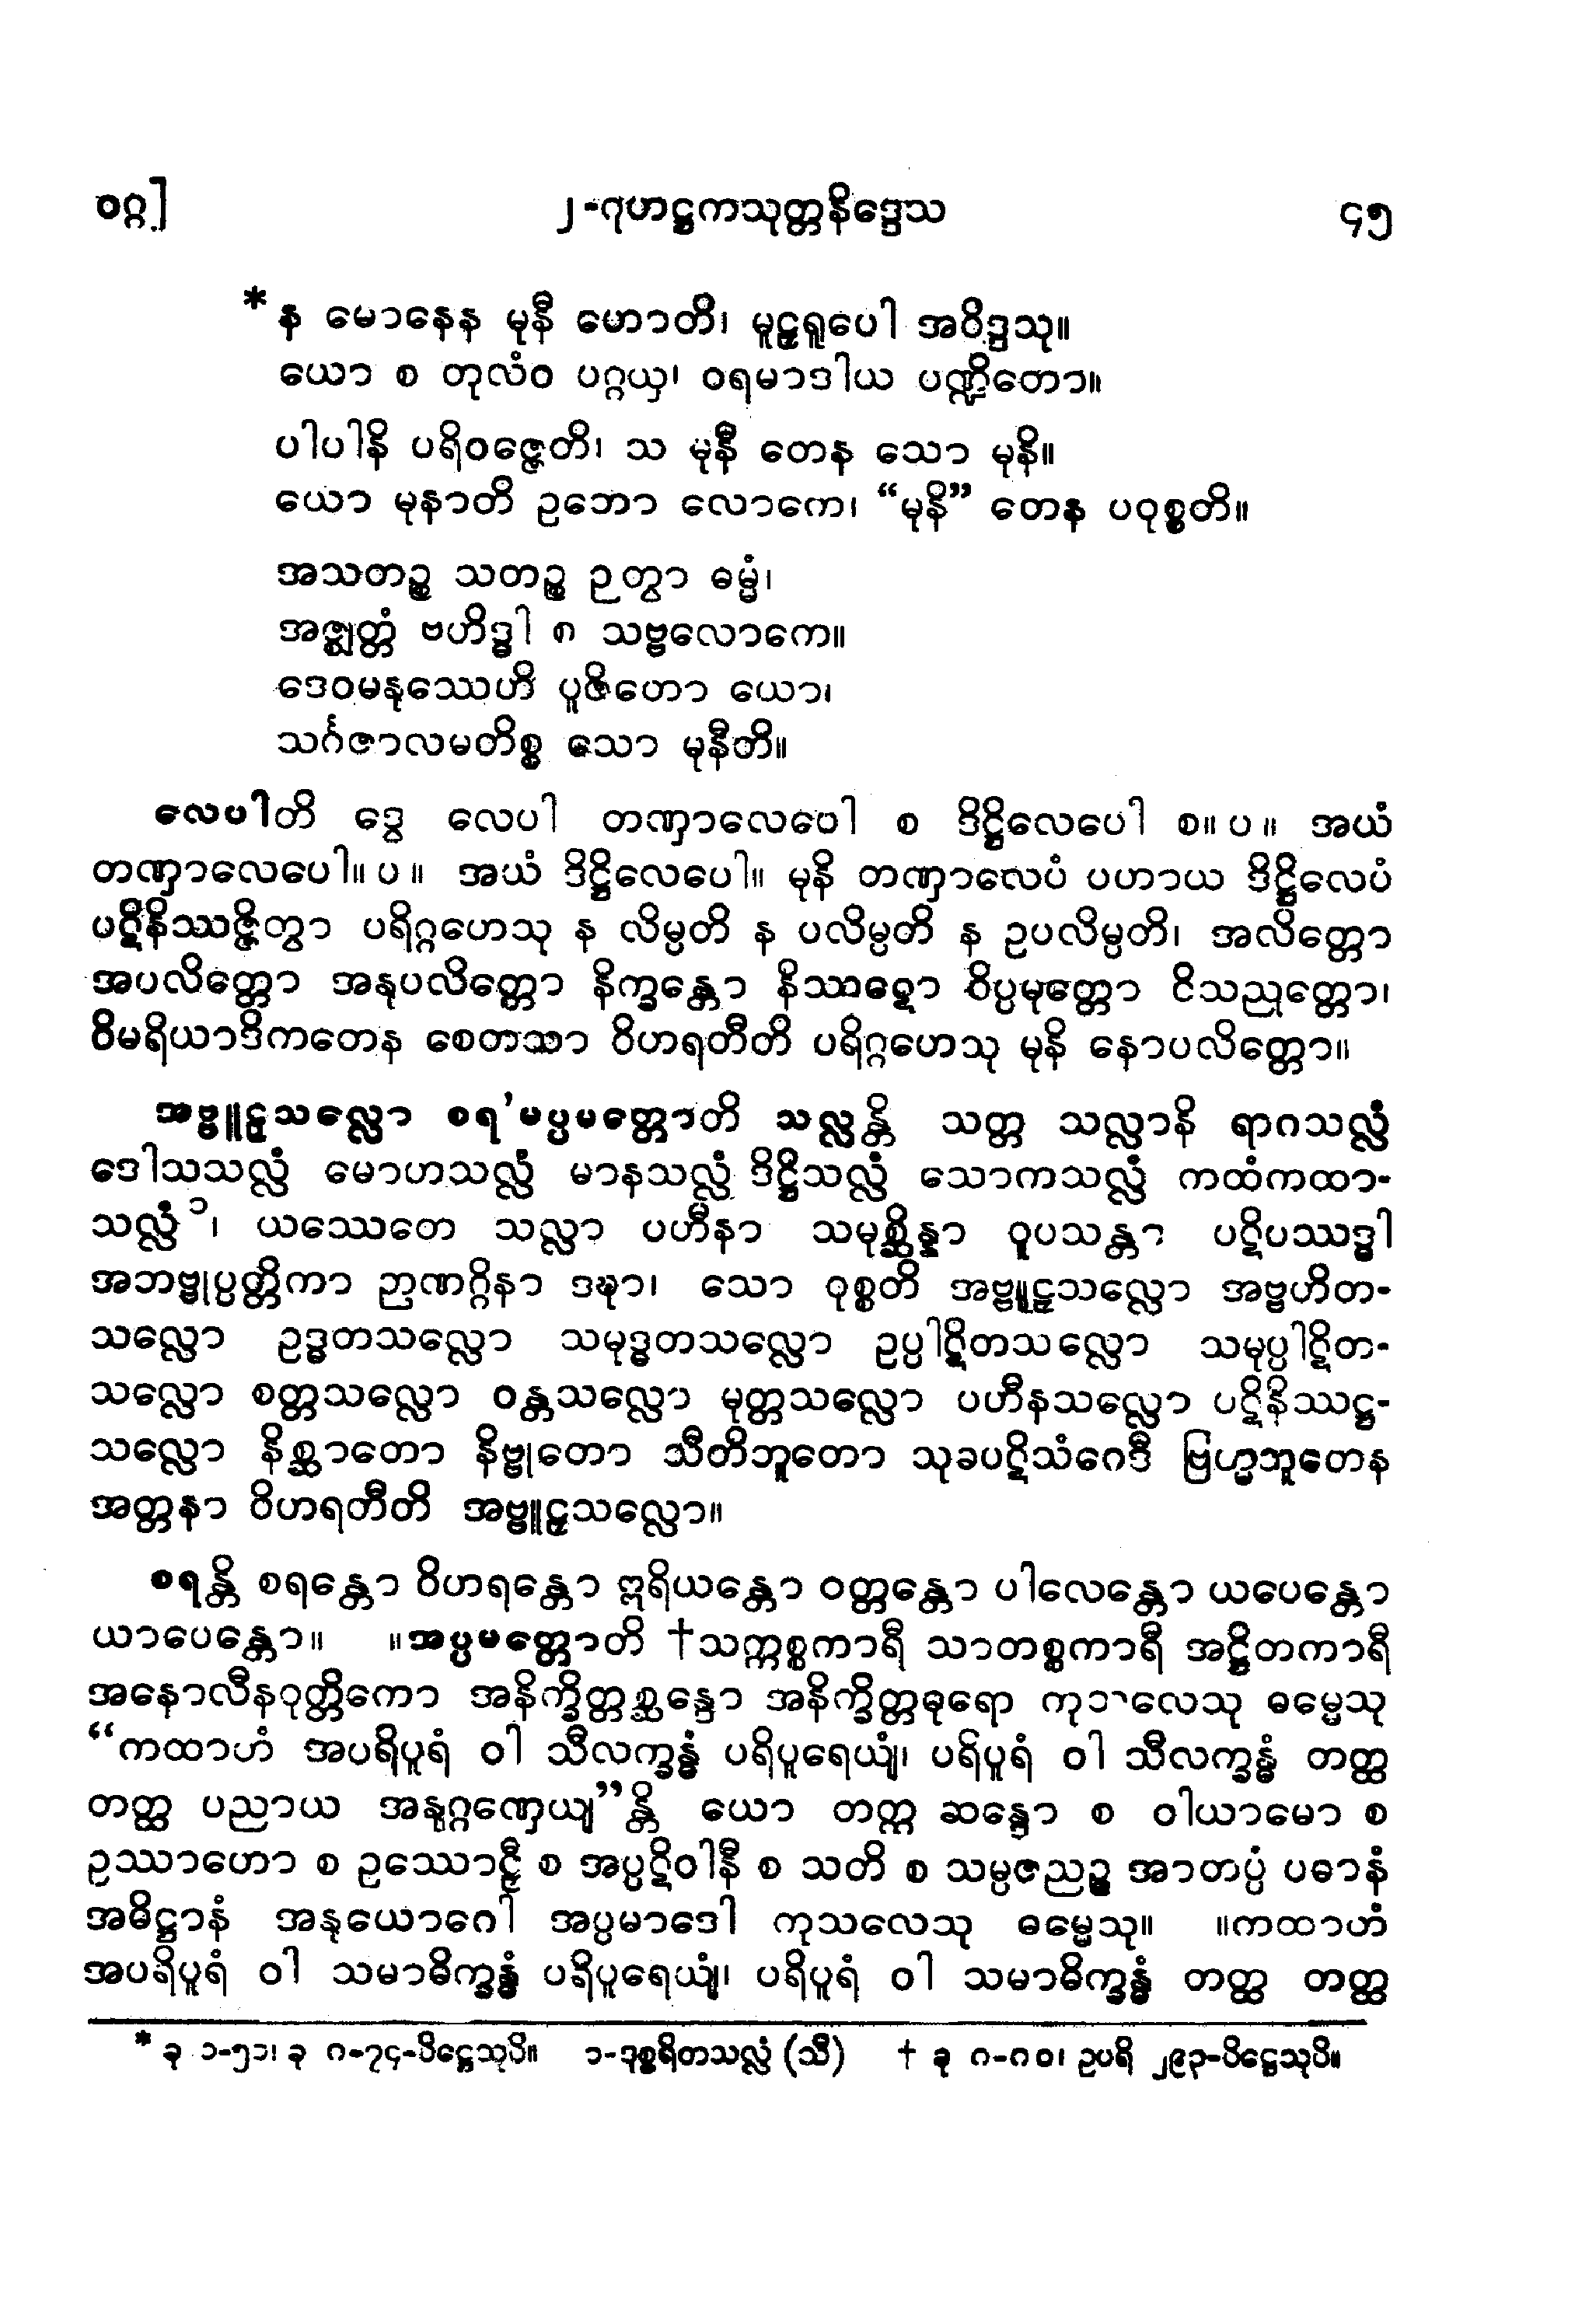 ဝဂ္ဂ] ၂-ဂုဟဋ္ဌကသုတ္တနိဒ္ဒေသ ၄၅
* န မောနေန မုနီ ဟောတိ၊ မူဠှရူပေါ အဝိဒ္ဒသု။
ယော စ တုလံဝ ပဂ္ဂယှ၊ ဝရမာဒါယ ပဏ္ဍိတော။
ပါပါနိ ပရိဝဇ္ဇေတိ၊ သ မုနီ တေန သော မုနိ။
ယော မုနာတိ ဥဘော လောကေ၊ “မုနိ” တေန ပဝုစ္စတိ။
အသတဉ္စ သတဉ္စ ဉတွာ ဓမ္မံ၊
အဇ္ဈတ္တံ ဗဟိဒ္ဓါ စ သဗ္ဗလောကေ။
ဒေဝမနုဿေဟိ ပူဇိတော ယော၊
သင်္ဂဇာလမတိစ္စ သော မုနီတိ။
လေပါတိ ဒွေ လေပါ တဏှာလေပေါ စ ဒိဋ္ဌိလေပေါ စ။ ပ ။ အယံ
တဏှာလေပေါ။ ပ ။ အယံ ဒိဋ္ဌိလေပေါ။ မုနိ တဏှာလေပံ ပဟာယ ဒိဋ္ဌိလေပံ
ပဋိနိဿဇ္ဇိတွာ ပရိဂ္ဂဟေသု န လိမ္ပတိ န ပလိမ္ပတိ န ဥပလိမ္ပတိ၊ အလိတ္တော
အပလိတ္တော အနုပလိတ္တော နိက္ခန္တော နိဿဋော ဝိပ္ပမုတ္တော ဝိသညုတ္တော၊
ဝိမရိယာဒိကတေန စေတသာ ဝိဟရတီတိ ပရိဂ္ဂဟေသု မုနိ နောပလိတ္တော။
အဗ္ဗူဠှသလ္လော စရ'မပ္ပမတ္တောတိ သလ္လန္တိ သတ္တ သလ္လာနိ ရာဂသလ္လံ
ဒေါသသလ္လံ မောဟသလ္လံ မာနသလ္လံ ဒိဋ္ဌိသလ္လံ သောကသလ္လံ ကထံကထာ-
သလ္လံ ၁၊ ယဿေတေ သလ္လာ ပဟီနာ သမုစ္ဆိန္နာ ဝူပသန္တာ ပဋိပဿဒ္ဓါ
အဘဗ္ဗုပ္ပတ္တိကာ ဉာဏဂ္ဂိနာ ဒဍ္ဎာ၊ သော ဝုစ္စတိ အဗ္ဗူဠှသလ္လော အဗ္ဗဟိတ-
သလ္လော ဥဒ္ဓတသလ္လော သမုဒ္ဓတသလ္လော ဥပ္ပါဋိတသလ္လော သမုပ္ပါဋိတ-
သလ္လော စတ္တသလ္လော ဝန္တသလ္လော မုတ္တသလ္လော ပဟီနသလ္လော ပဋိနိဿဋ္ဌ-
သလ္လော နိစ္ဆာတော နိဗ္ဗုတော သီတိဘူတော သုခပဋိသံဝေဒီ ဗြဟ္မဘူတေန
အတ္တနာ ဝိဟရတီတိ အဗ္ဗူဠှသလ္လော။
စရန္တိ စရန္တော ဝိဟရန္တော ဣရိယန္တော ဝတ္တန္တော ပါလေန္တော ယပေန္တော
ယာပေန္တော။ ။အပ္ပမတ္တောတိ †သက္ကစ္စကာရီ သာတစ္စကာရီ အဋ္ဌိတကာရီ
အနောလီနဝုတ္တိကော အနိက္ခိတ္တစ္ဆန္ဒော အနိက္ခိတ္တဓုရော ကုသလေသု ဓမ္မေသု
“ကထာဟံ အပရိပူရံ ဝါ သီလက္ခန္ဓံ ပရိပူရေယျံ၊ ပရိပူရံ ဝါ သီလက္ခန္ဓံ တတ္ထ
တတ္ထ ပညာယ အနုဂ္ဂဏှေယျ”န္တိ ယော တတ္ထ ဆန္ဒော စ ဝါယာမော စ
ဥဿာဟော စ ဥဿောဠှီ စ အပ္ပဋိဝါနီ စ သတိ စ သမ္ပဇညဉ္စ အာတပ္ပံ ပဓာနံ
အဓိဋ္ဌာနံ အနုယောဂေါ အပ္ပမာဒေါ ကုသလေသု ဓမ္မေသု။ ။ကထာဟံ
အပရိပူရံ ဝါ သမာဓိက္ခန္ဓံ ပရိပူရေယျံ၊ ပရိပူရံ ဝါ သမာဓိက္ခန္ဓံ တတ္ထ တတ္ထ
* ခု ၁-၅၁၊ ခု ၈-၇၄-ပိဋ္ဌေသုပိ။ ၁-ဒုစ္စရိတသလ္လံ (သီ) † ခု ၈-၈၀၊ ဥပရိ ၂၉၃-ပိဋ္ဌေသုပိ။